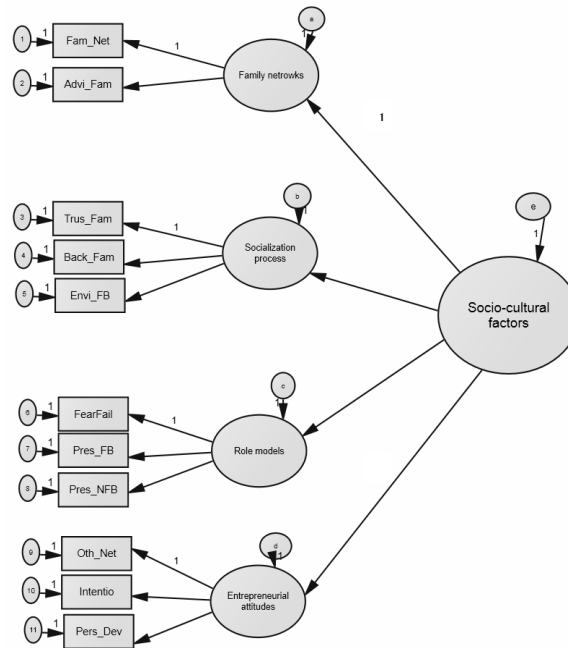 a
1
1 1 Fam_Net 1
Family netrowks
2 1 Advi_Fam
1
b
1
3 1 Trus_Fam 1
Socialization
process
4 1 Back_Fam
5 1 Envi_FB
e
1
Socio-cultural
factors
c
1
6 1 FearFail 1
7 1 Pres_FB
Role models
8 1 Pres_NFB
d
1
9 1 Oth_Net 1
10 1 Intentio
Entrepreneurial
attitudes
11 1 Pers_Dev